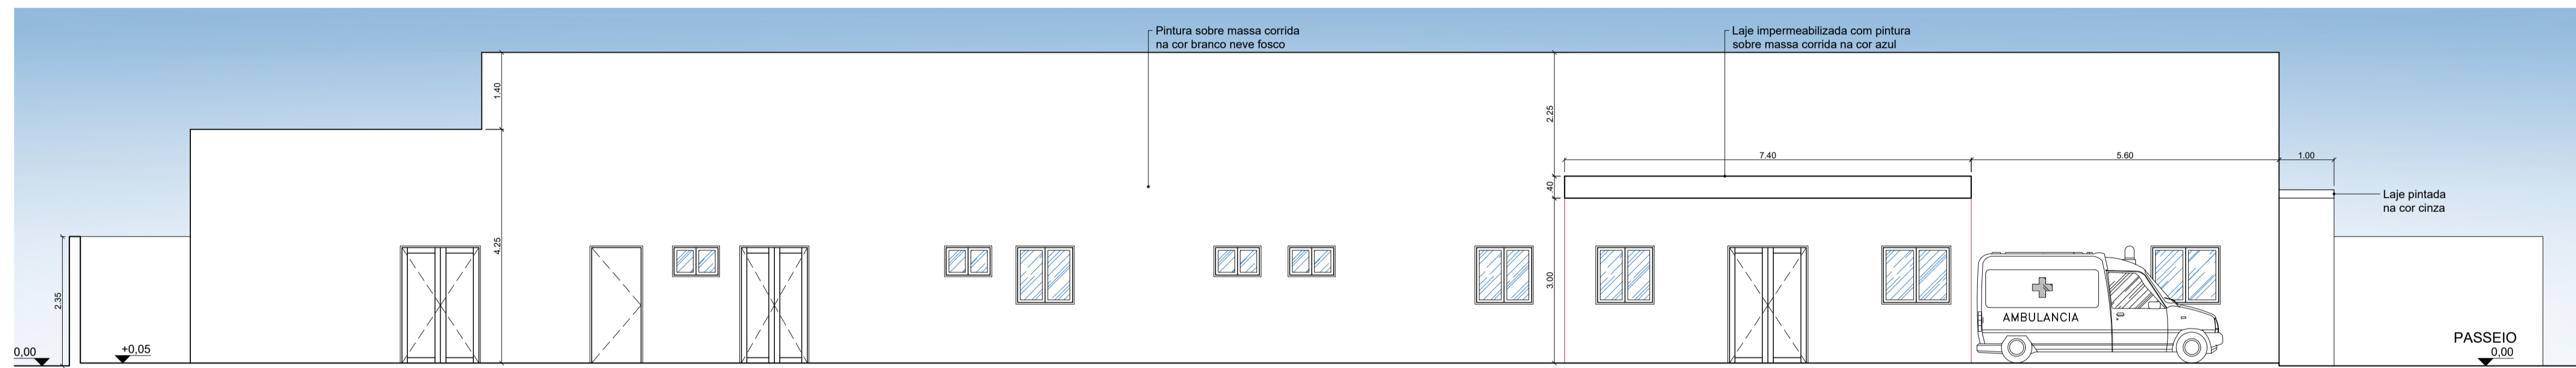 Pintura sobre massa corrida
na cor branco neve fosco
Laje impermeabilizada com pintura
sobre massa corrida na cor azul
1.40
2.25
7.40
5.60
1.00
.40
Laje pintada
na cor cinza
4.25
3.00
2.35
AMBULANCIA
PASSEIO
0,00
+0,05
0,00